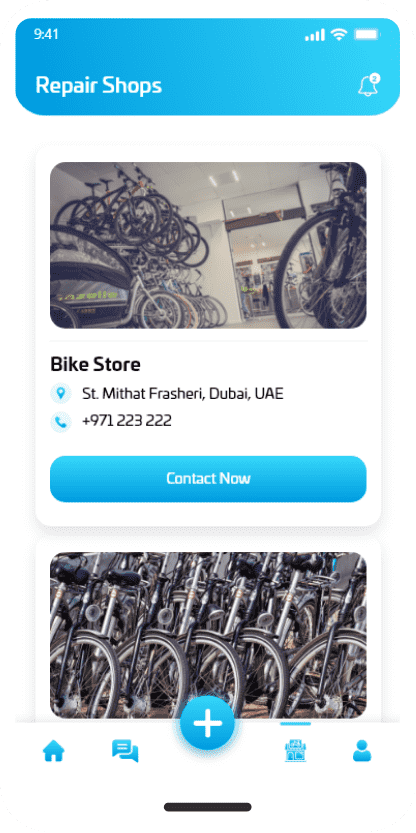 9:41
Repair Shops
2
Bike Store
St. Mithat Frasheri, Dubai, UAE
+971 223 222
Contact Now